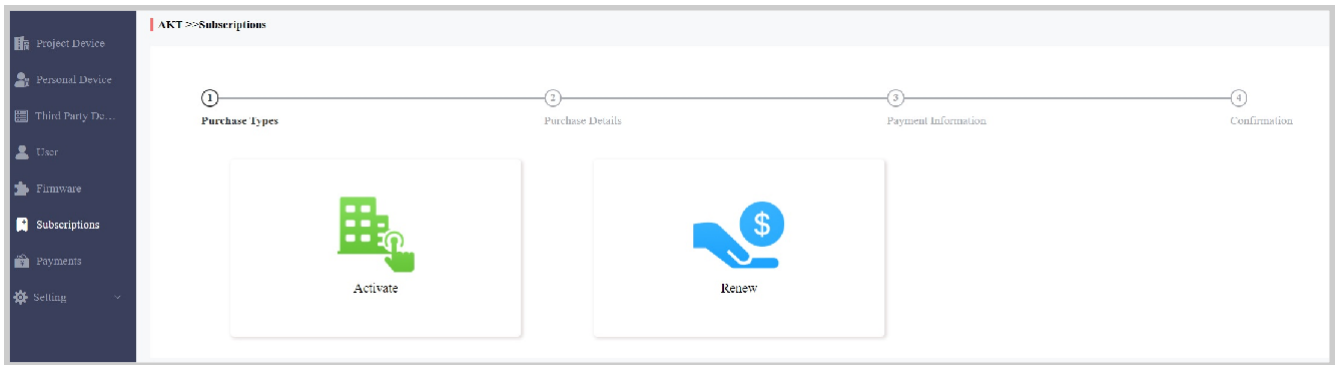 AKT >>Subscriptions
Project Device
Personal Device
Third Party De...
User
Firmware
Subscriptions
Payments
Setting
1
2
3
4
Purchase Types
Purchase Details
Payment Information
Confirmation
$
Activate
Renew